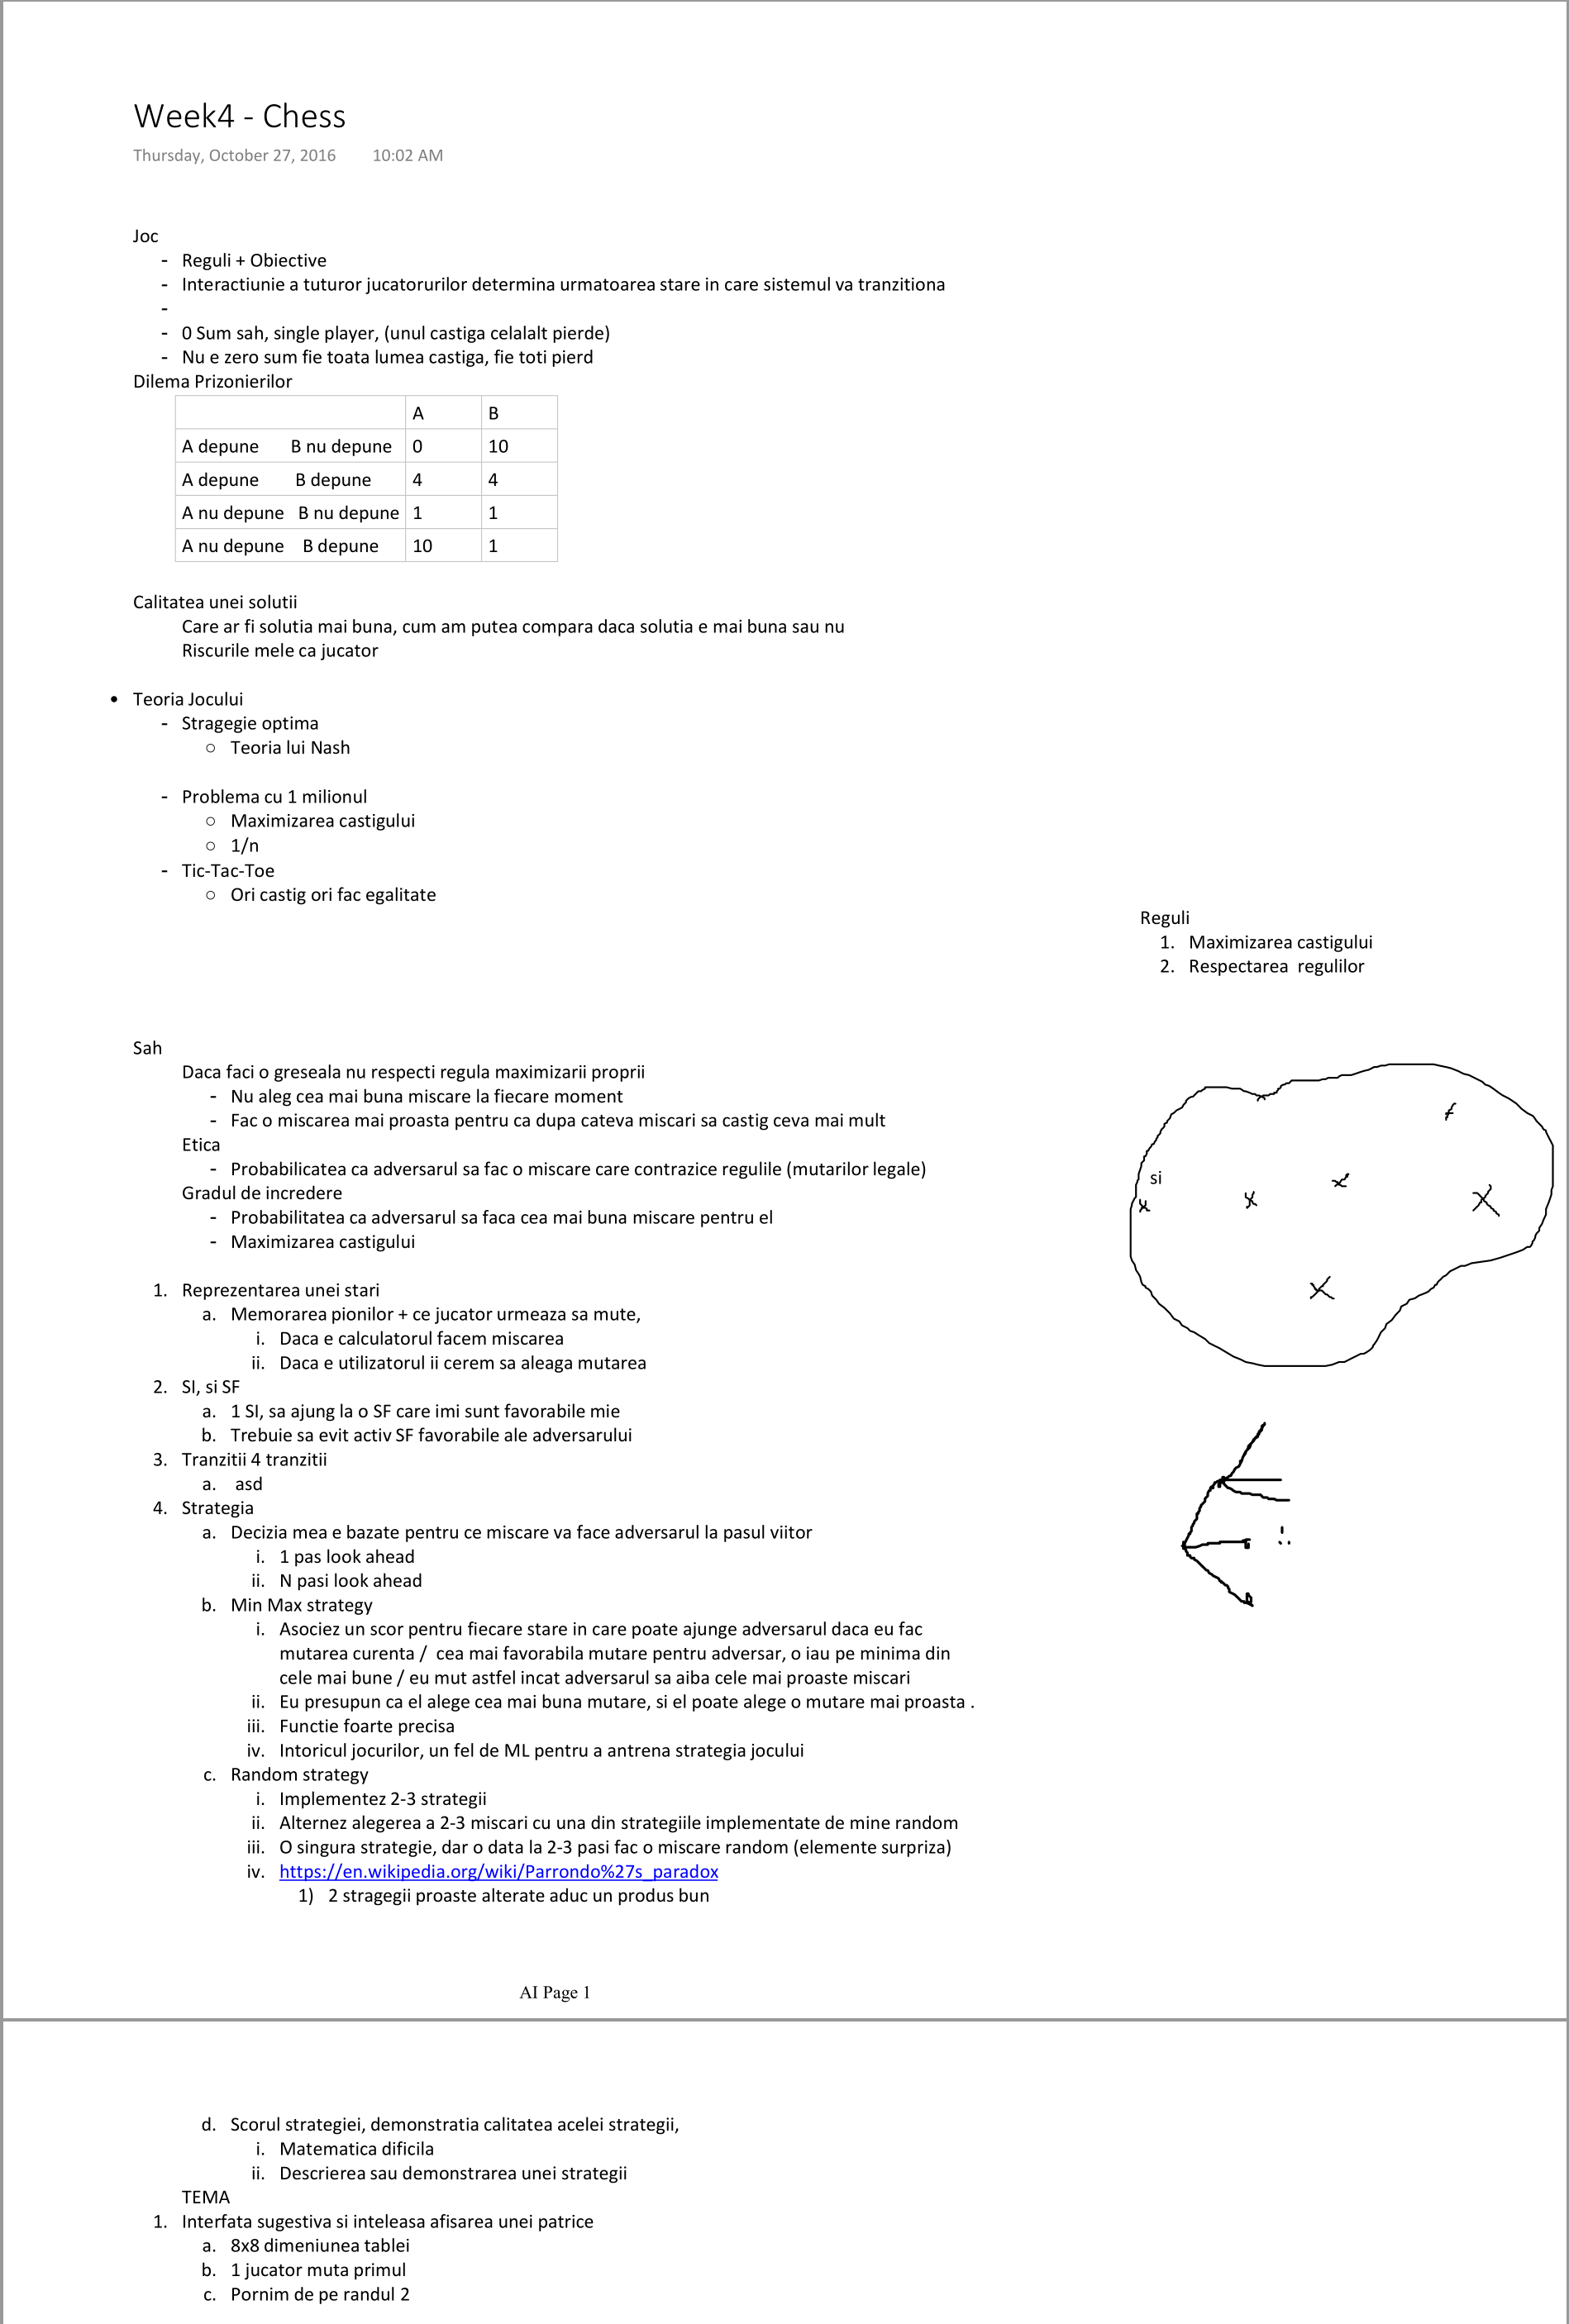 Week4 - Chess
Thursday, October 27, 2016 10:02 AM
Joc
- Reguli + Obiective
- Interactiunie a tuturor jucatorurilor determina urmatoarea stare in care sistemul va tranzitiona
-
- 0 Sum sah, single player, (unul castiga celalalt pierde)
- Nu e zero sum fie toata lumea castiga, fie toti pierd
Dilema Prizonierilor
A B
A depune B nu depune 0 10
A depune B depune 4 4
A nu depune B nu depune 1 1
A nu depune B depune 10 1
Calitatea unei solutii
Care ar fi solutia mai buna, cum am putea compara daca solutia e mai buna sau nu
Riscurile mele ca jucator
• Teoria Jocului
- Stragegie optima
○ Teoria lui Nash
- Problema cu 1 milionul
○ Maximizarea castigului
○ 1/n
- Tic-Tac-Toe
○ Ori castig ori fac egalitate
Reguli
1. Maximizarea castigului
2. Respectarea regulilor
Sah
Daca faci o greseala nu respecti regula maximizarii proprii
- Nu aleg cea mai buna miscare la fiecare moment
- Fac o miscarea mai proasta pentru ca dupa cateva miscari sa castig ceva mai mult
Etica
- Probabilicatea ca adversarul sa fac o miscare care contrazice regulile (mutarilor legale)
Gradul de incredere
- Probabilitatea ca adversarul sa faca cea mai buna miscare pentru el
- Maximizarea castigului
si
1. Reprezentarea unei stari
a. Memorarea pionilor + ce jucator urmeaza sa mute,
i. Daca e calculatorul facem miscarea
ii. Daca e utilizatorul ii cerem sa aleaga mutarea
2. SI, si SF
a. 1 SI, sa ajung la o SF care imi sunt favorabile mie
b. Trebuie sa evit activ SF favorabile ale adversarului
3. Tranzitii 4 tranzitii
a. asd
4. Strategia
a. Decizia mea e bazate pentru ce miscare va face adversarul la pasul viitor
i. 1 pas look ahead
ii. N pasi look ahead
b. Min Max strategy
i. Asociez un scor pentru fiecare stare in care poate ajunge adversarul daca eu fac
mutarea curenta / cea mai favorabila mutare pentru adversar, o iau pe minima din
cele mai bune / eu mut astfel incat adversarul sa aiba cele mai proaste miscari
ii. Eu presupun ca el alege cea mai buna mutare, si el poate alege o mutare mai proasta .
iii. Functie foarte precisa
iv. Intoricul jocurilor, un fel de ML pentru a antrena strategia jocului
c. Random strategy
i. Implementez 2-3 strategii
ii. Alternez alegerea a 2-3 miscari cu una din strategiile implementate de mine random
iii. O singura strategie, dar o data la 2-3 pasi fac o miscare random (elemente surpriza)
iv. https://en.wikipedia.org/wiki/Parrondo%27s_paradox
1) 2 stragegii proaste alterate aduc un produs bun
AI Page 1
d. Scorul strategiei, demonstratia calitatea acelei strategii,
i. Matematica dificila
ii. Descrierea sau demonstrarea unei strategii
TEMA
1. Interfata sugestiva si inteleasa afisarea unei patrice
a. 8x8 dimeniunea tablei
b. 1 jucator muta primul
c. Pornim de pe randul 2